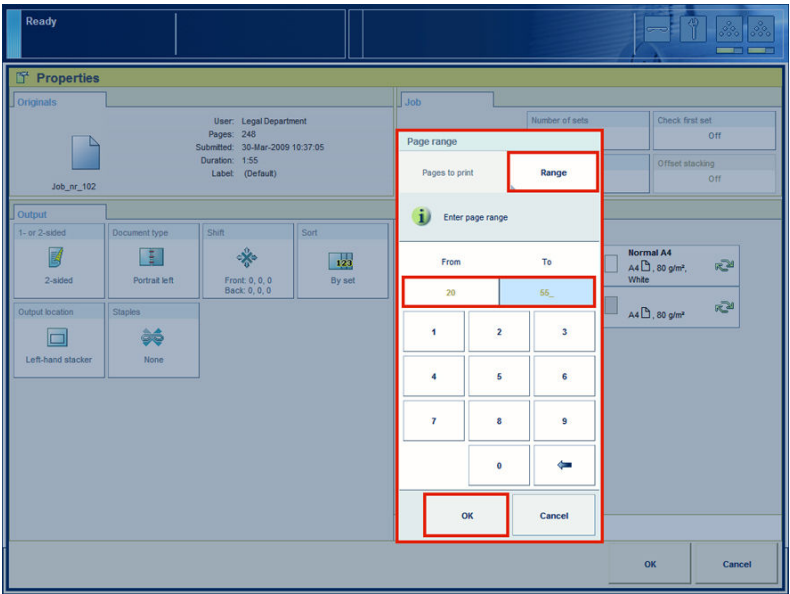 Ready
Properties
Originals
User: Legal Department
Pages: 248
Submitted: 30-Mar-2009 10:37:05
Duration: 1:55
Label: (Default)
Job_nr_102
Output
1- or 2-sided
2-sided
Document type
Portrait left
Shift
Front: 0, 0, 0
Back: 0, 0, 0
Sort
123
By set
Output location
Left-hand stacker
Staples
None
Job
Number of sets
Check first set
Off
Offset stacking
Off
Normal A4
A4 , 80 g/m²,
White
A4 , 80 g/m²
Page range
Pages to print
Range
i
Enter page range
From
To
20
55_
1
2
3
4
5
6
7
8
9
0
OK
Cancel
OK
Cancel